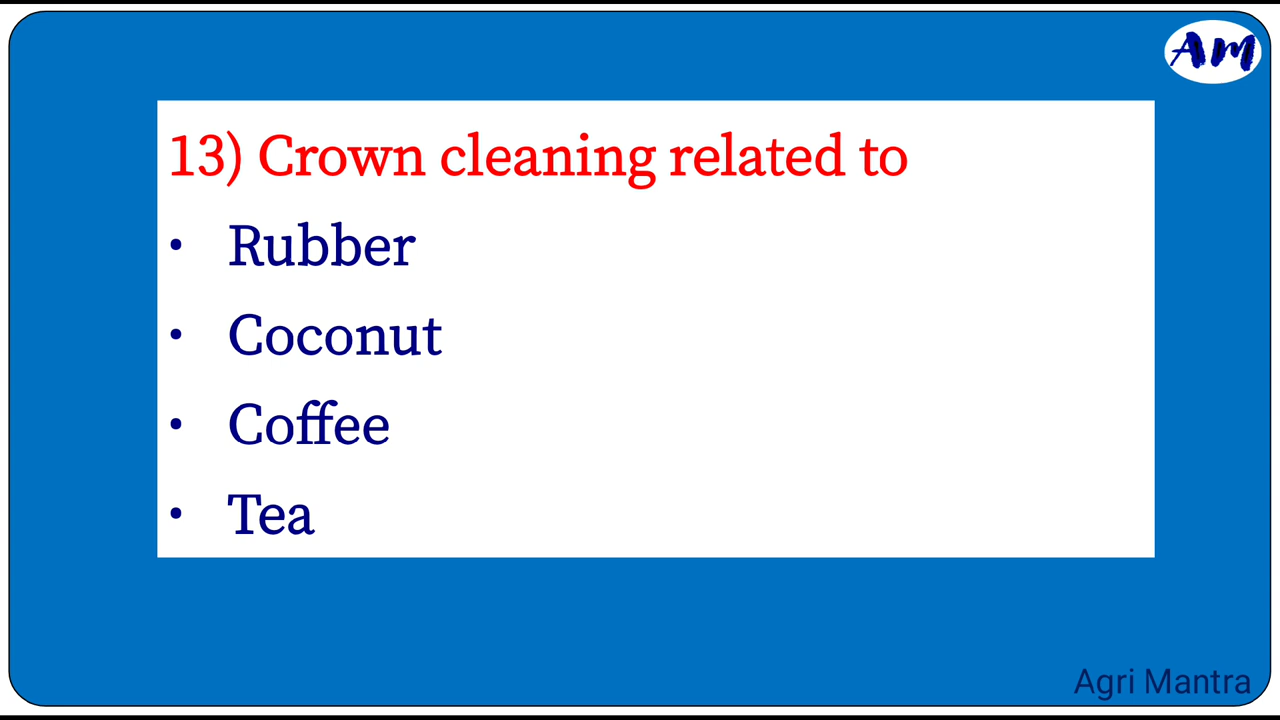 AM
13) Crown cleaning related to
• Rubber
• Coconut
• Coffee
• Tea
Agri Mantra